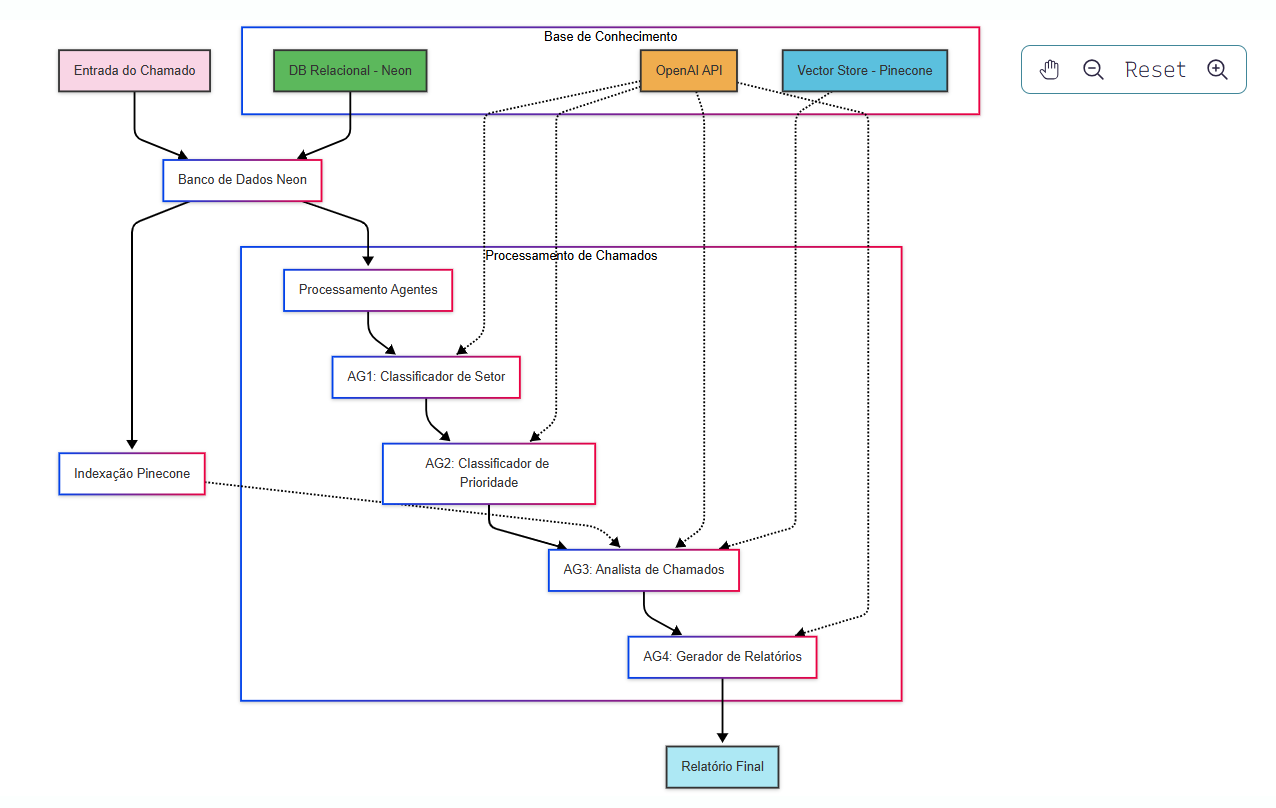 Base de Conhecimento
Entrada do Chamado
DB Relacional - Neon
OpenAI API
Vector Store - Pinecone
Reset
Banco de Dados Neon
Processamento de Chamados
Processamento Agentes
AG1: Classificador de Setor
AG2: Classificador de
Prioridade
Indexação Pinecone
AG3: Analista de Chamados
AG4: Gerador de Relatórios
Relatório Final